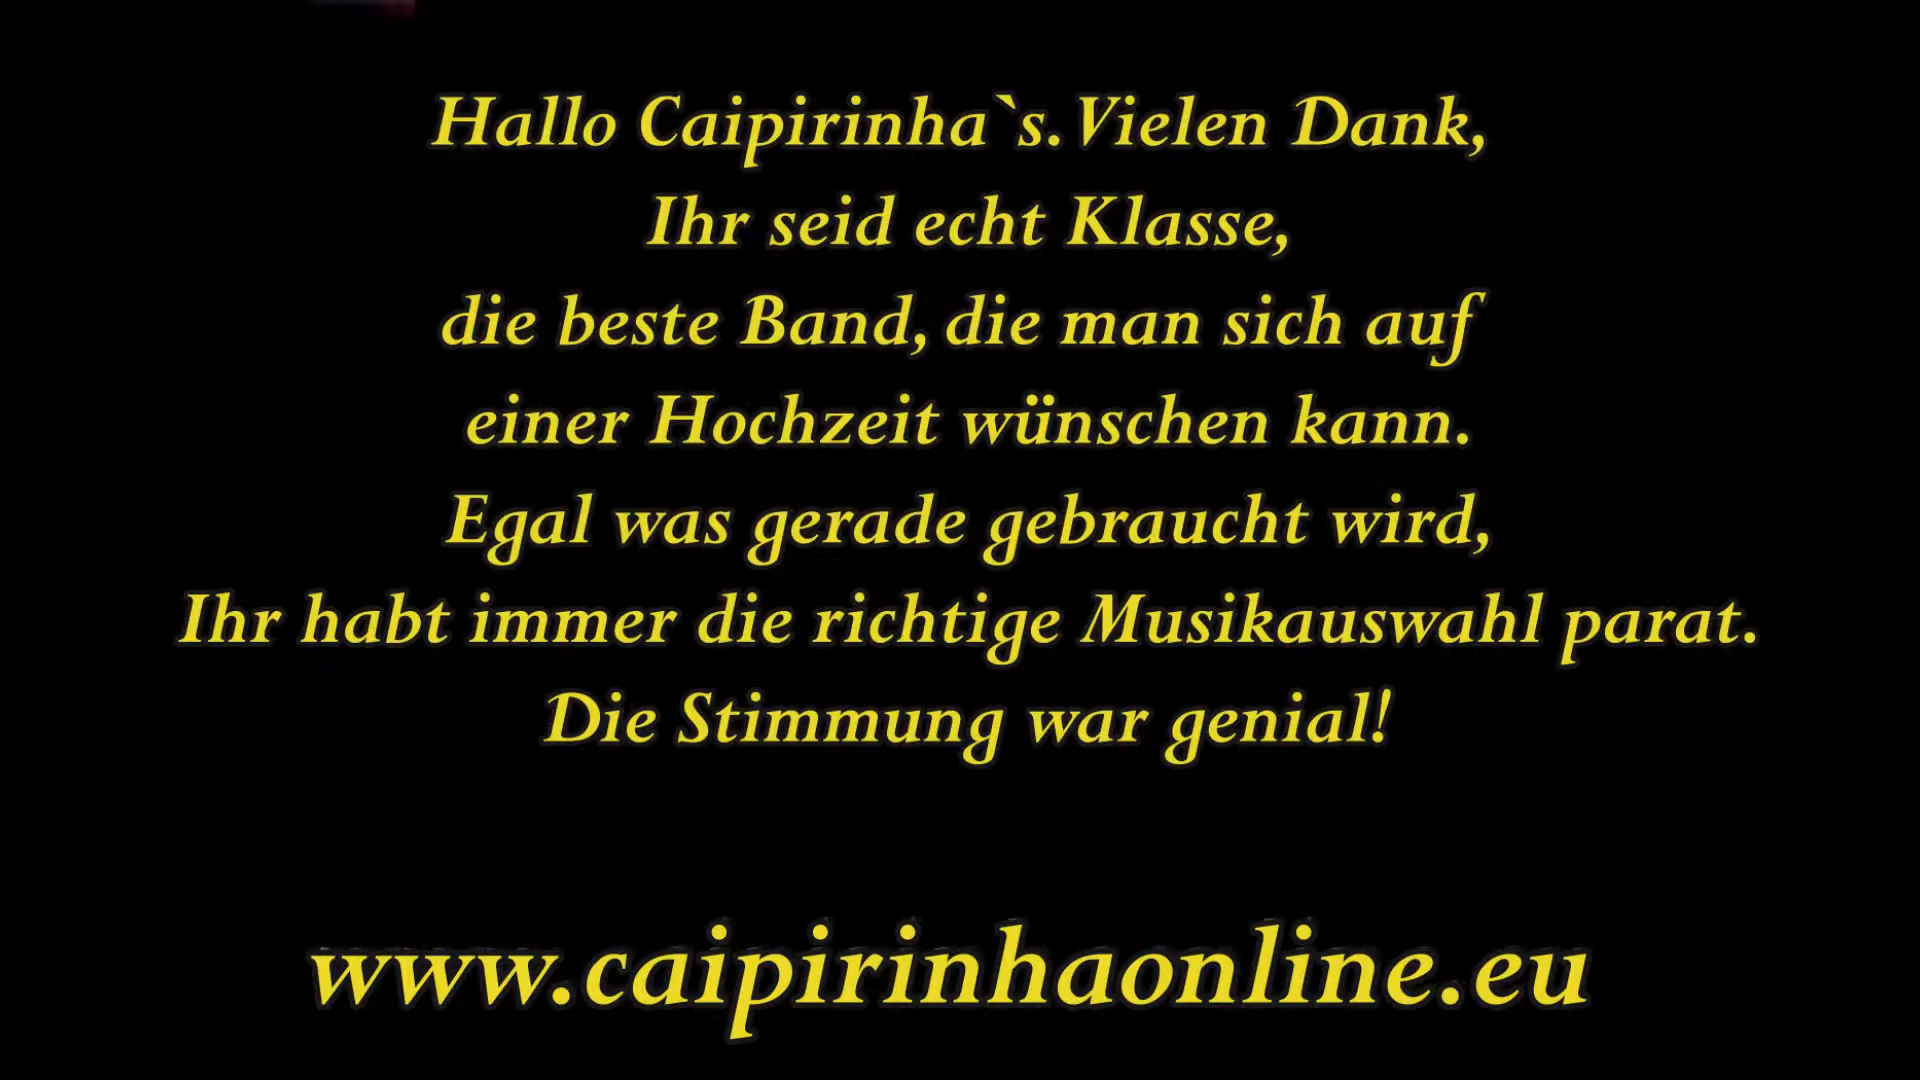 Hallo Caipirinha`s. Vielen Dank,
Ihr seid echt Klasse,
die beste Band, die man sich auf
einer Hochzeit wünschen kann.
Egal was gerade gebraucht wird,
Ihr habt immer die richtige Musikauswahl parat.
Die Stimmung war genial!
www.caipirinhaonline.eu